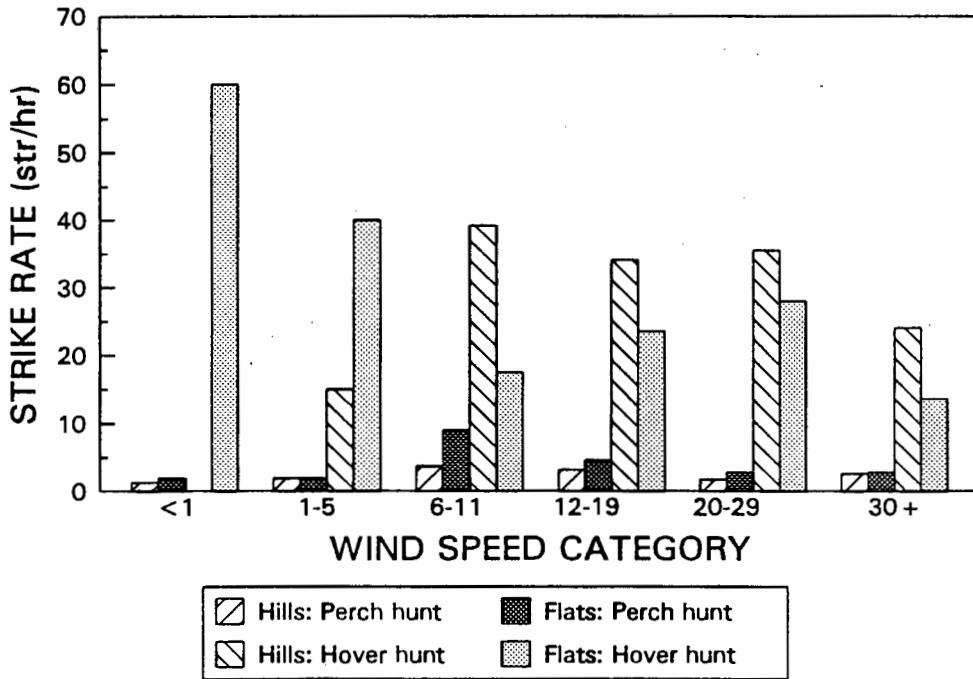 STRIKE RATE (str/hr)
70
60
50
40
30
20
10
0
<1 1-5 6-11 12-19 20-29 30+
WIND SPEED CATEGORY
Hills: Perch hunt Flats: Perch hunt
Hills: Hover hunt Flats: Hover hunt